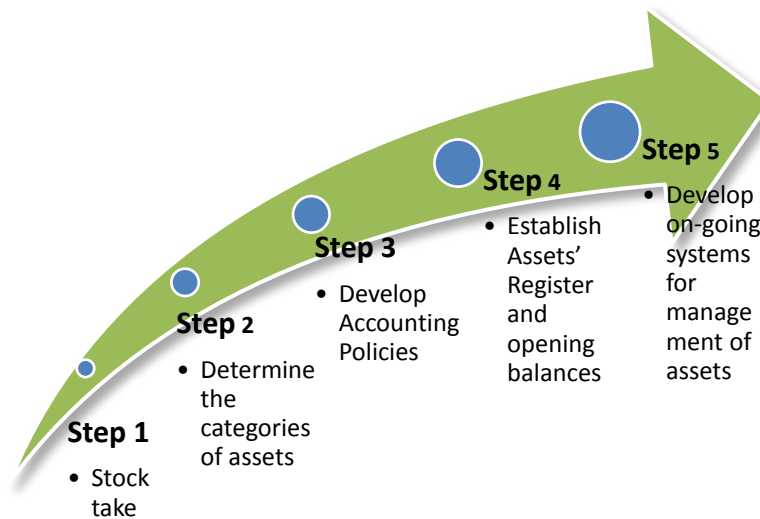 Step 1
• Stock
take
Step 2
• Determine
the
categories
of assets
Step 3
• Develop
Accounting
Policies
Step 4
• Establish
Assets’
Register
and
opening
balances
Step 5
• Develop
on-going
systems
for
manage
ment of
assets